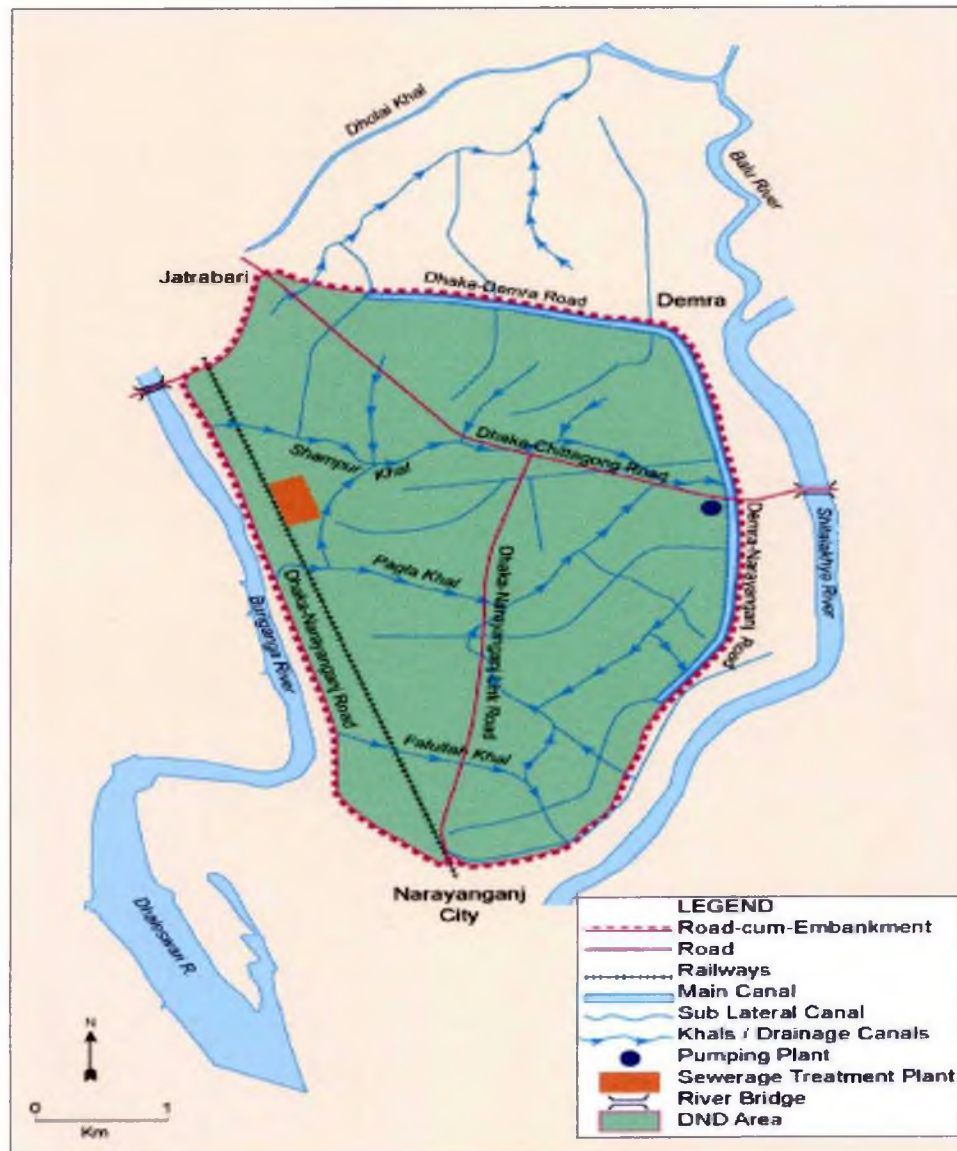 Dholai Khal
Balu River
Jatrabari
Dhaka-Demra Road
Demra
Dhaka-Chittagong Road
Shampur Khal
Pagla Khal
Dhaka-Narayanganj Road
Buriganga River
Dhaka-Narayanganj Link Road
Demra-Narayanganj Road
Shitalakhye River
Fatullah Khal
Narayanganj
City
Dhaleswari R.
N
0 1
Km
LEGEND
Road-cum-Embankment
Road
Railways
Main Canal
Sub Lateral Canal
Khals / Drainage Canals
Pumping Plant
Sewerage Treatment Plant
River Bridge
DND Area